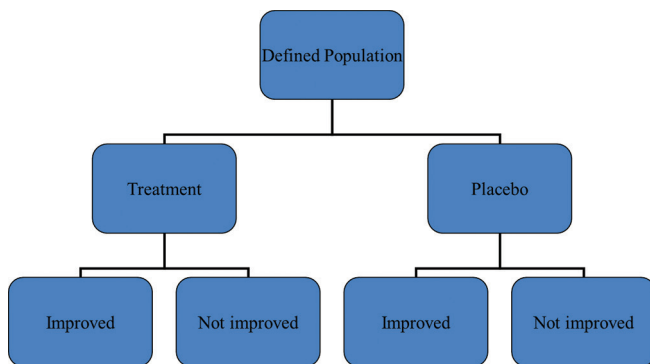 Defined Population
Treatment
Placebo
Improved
Not improved
Improved
Not improved